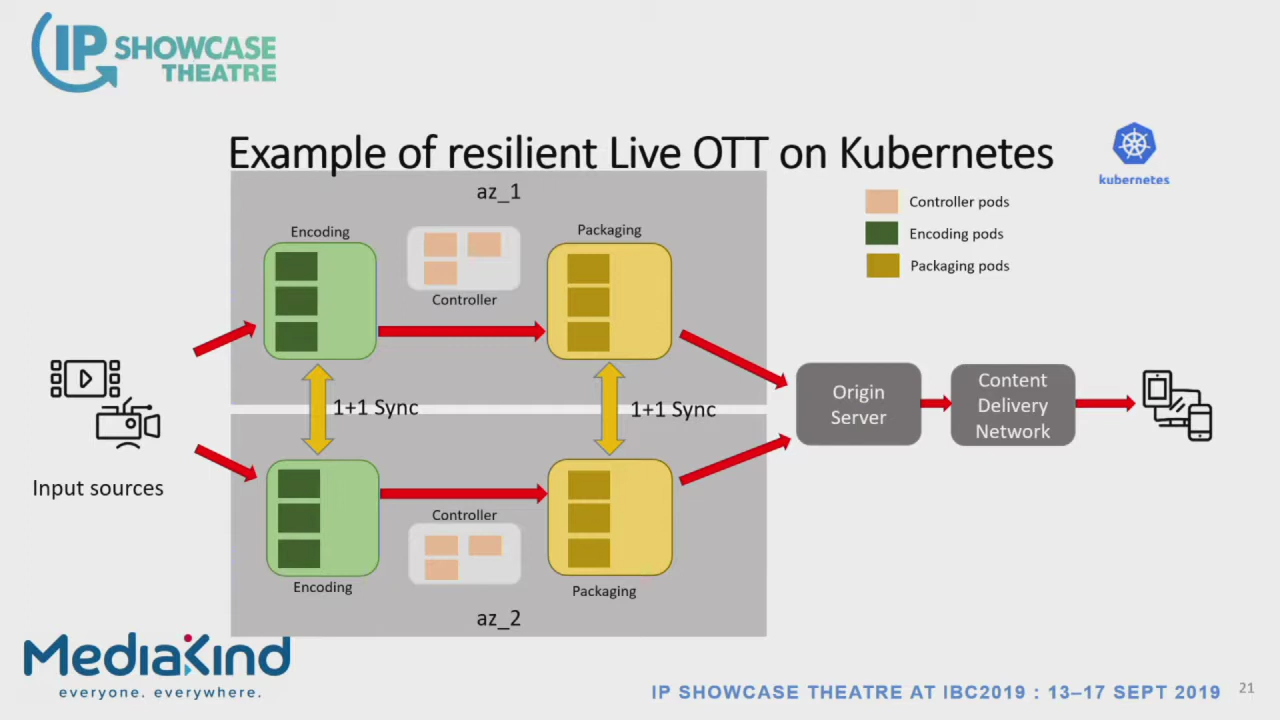 IP SHOWCASE
THEATRE
Example of resilient Live OTT on Kubernetes
kubernetes
az_1
Controller pods
Encoding pods
Packaging pods
Encoding
Packaging
Controller
1+1 Sync
1+1 Sync
Origin
Server
Content
Delivery
Network
Input sources
Controller
Encoding
Packaging
az_2
MediaKind
everyone. everywhere.
IP SHOWCASE THEATRE AT IBC2019 : 13–17 SEPT 2019
21